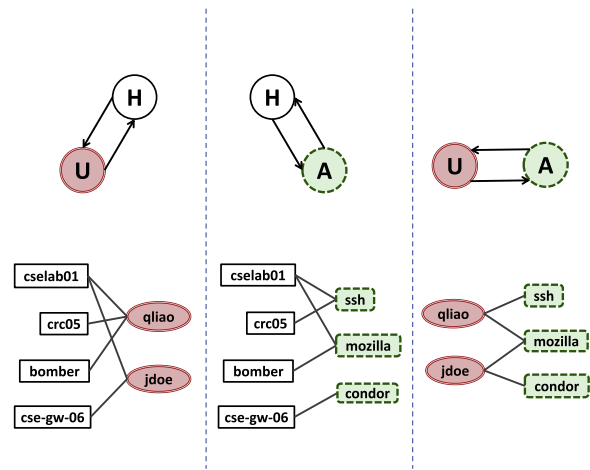 H
U
cselab01
crc05
qliao
bomber
jdoe
cse-gw-06
H
A
cselab01
ssh
crc05
mozilla
bomber
condor
cse-gw-06
U
A
ssh
qliao
mozilla
jdoe
condor